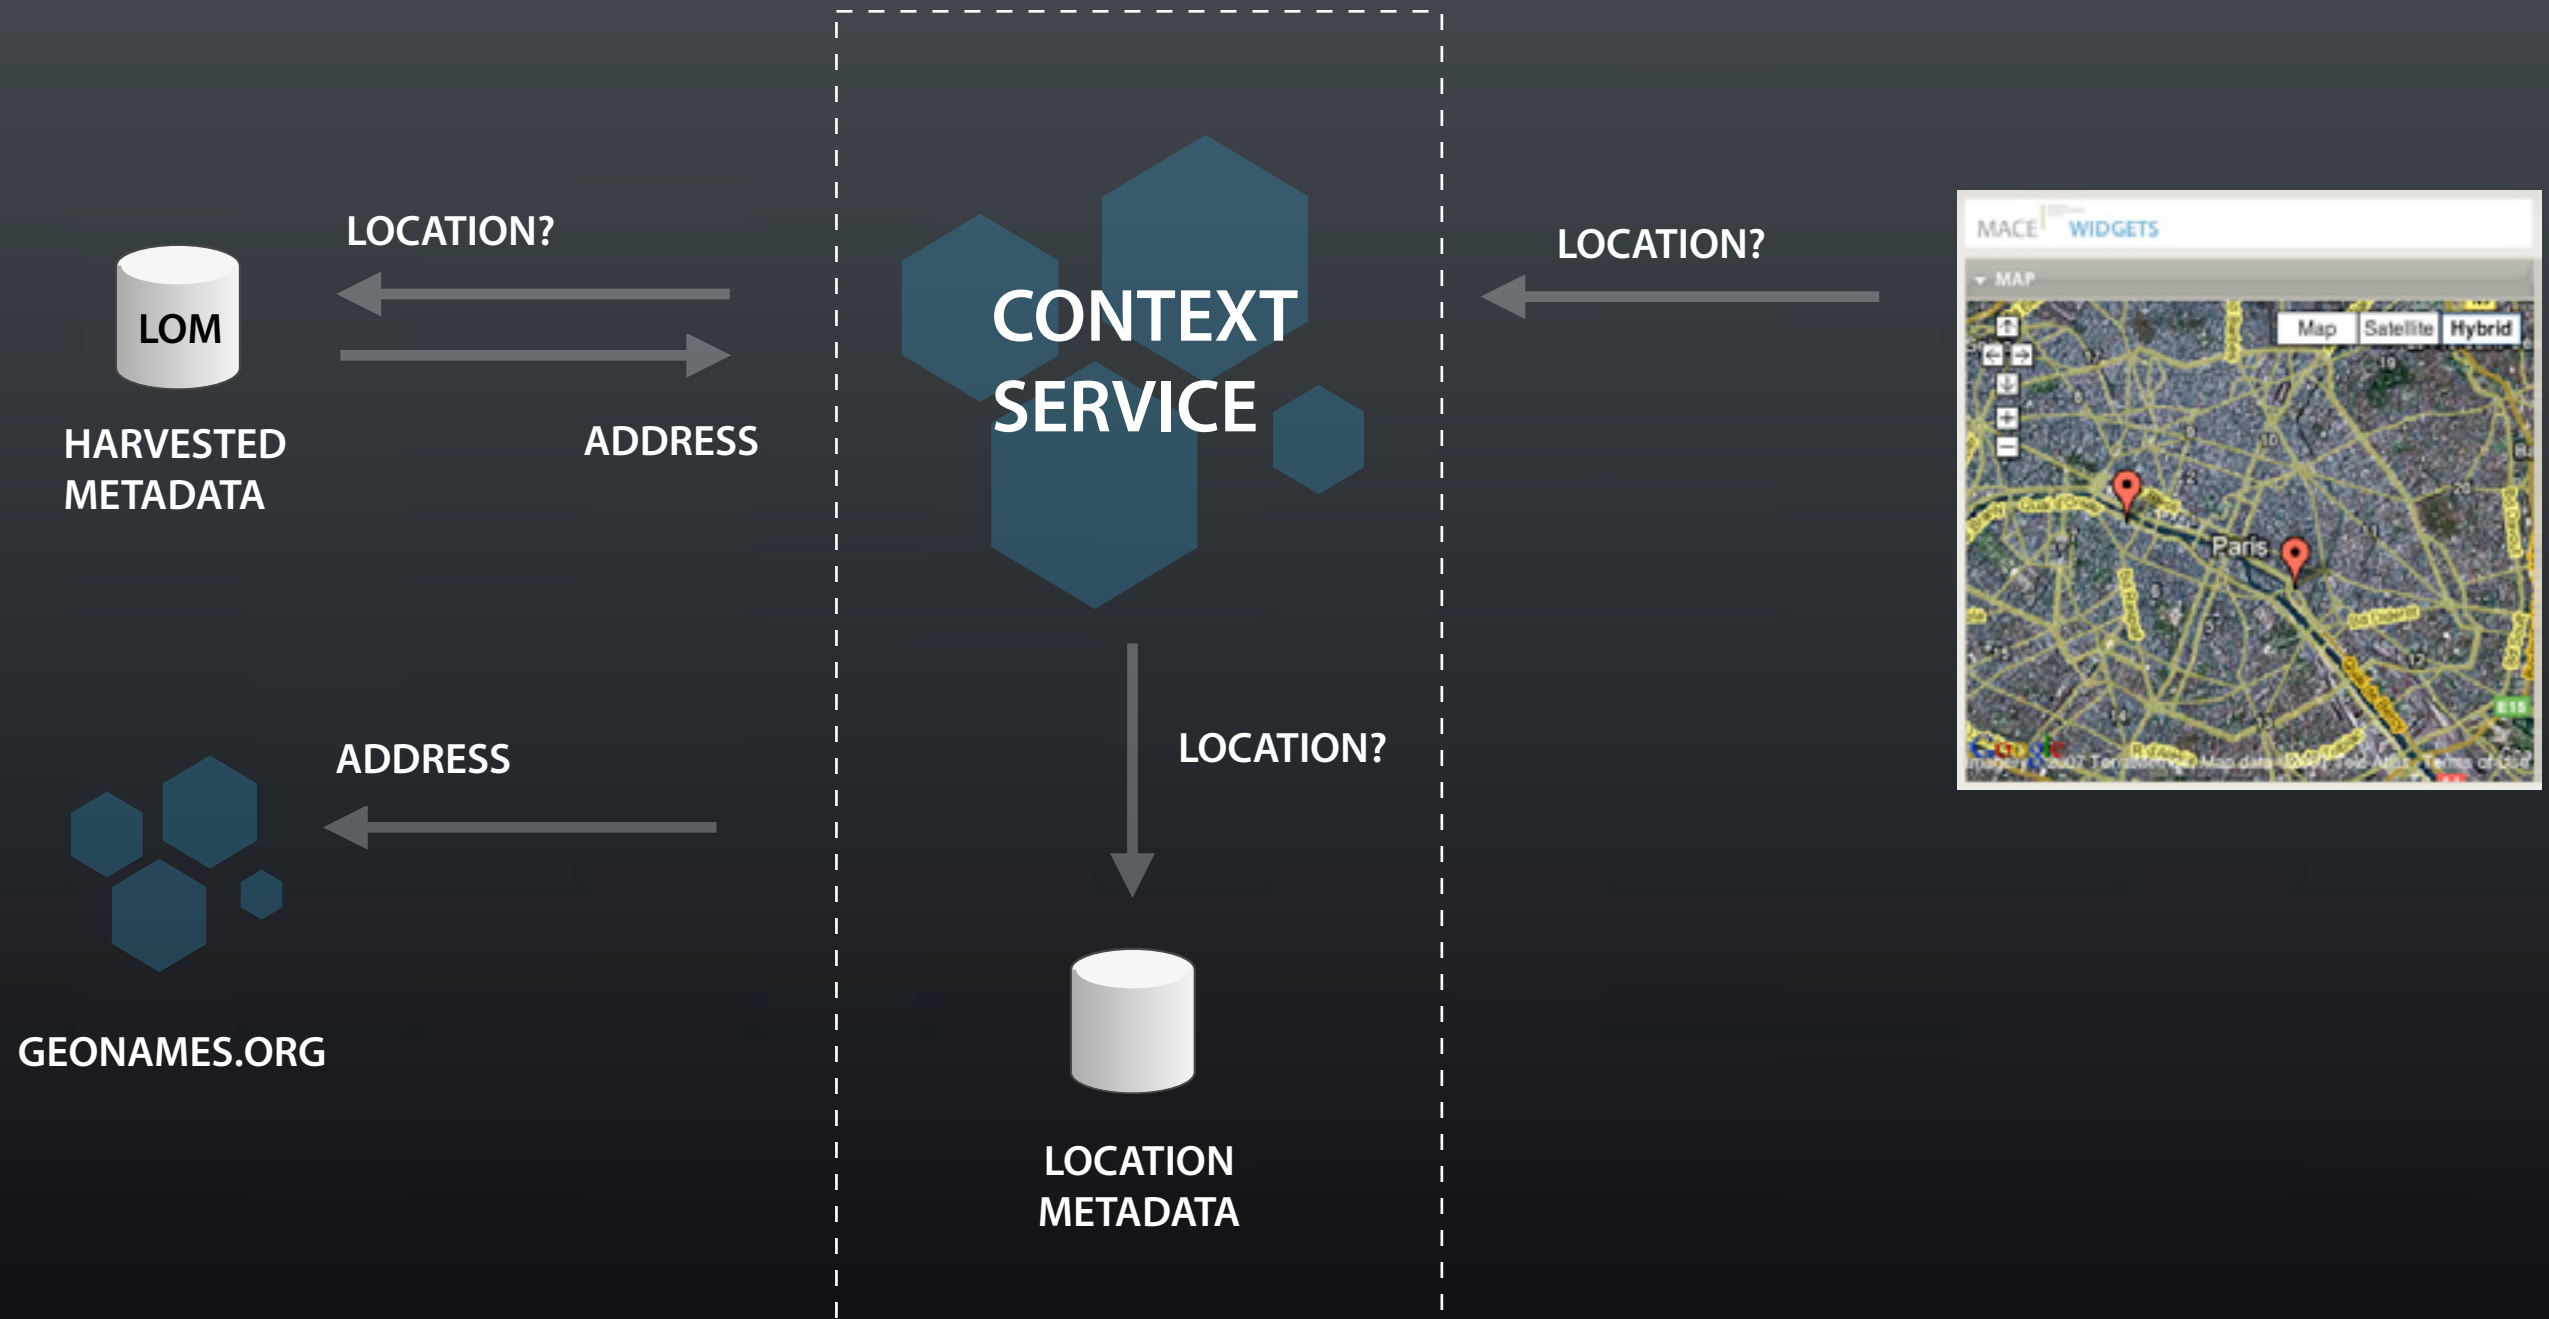 LOCATION?
LOM
HARVESTED
METADATA
ADDRESS
CONTEXT
SERVICE
LOCATION?
MACE WIDGETS
MAP
Map Satellite Hybrid
Paris
E15
ADDRESS
GEONAMES.ORG
LOCATION?
LOCATION
METADATA